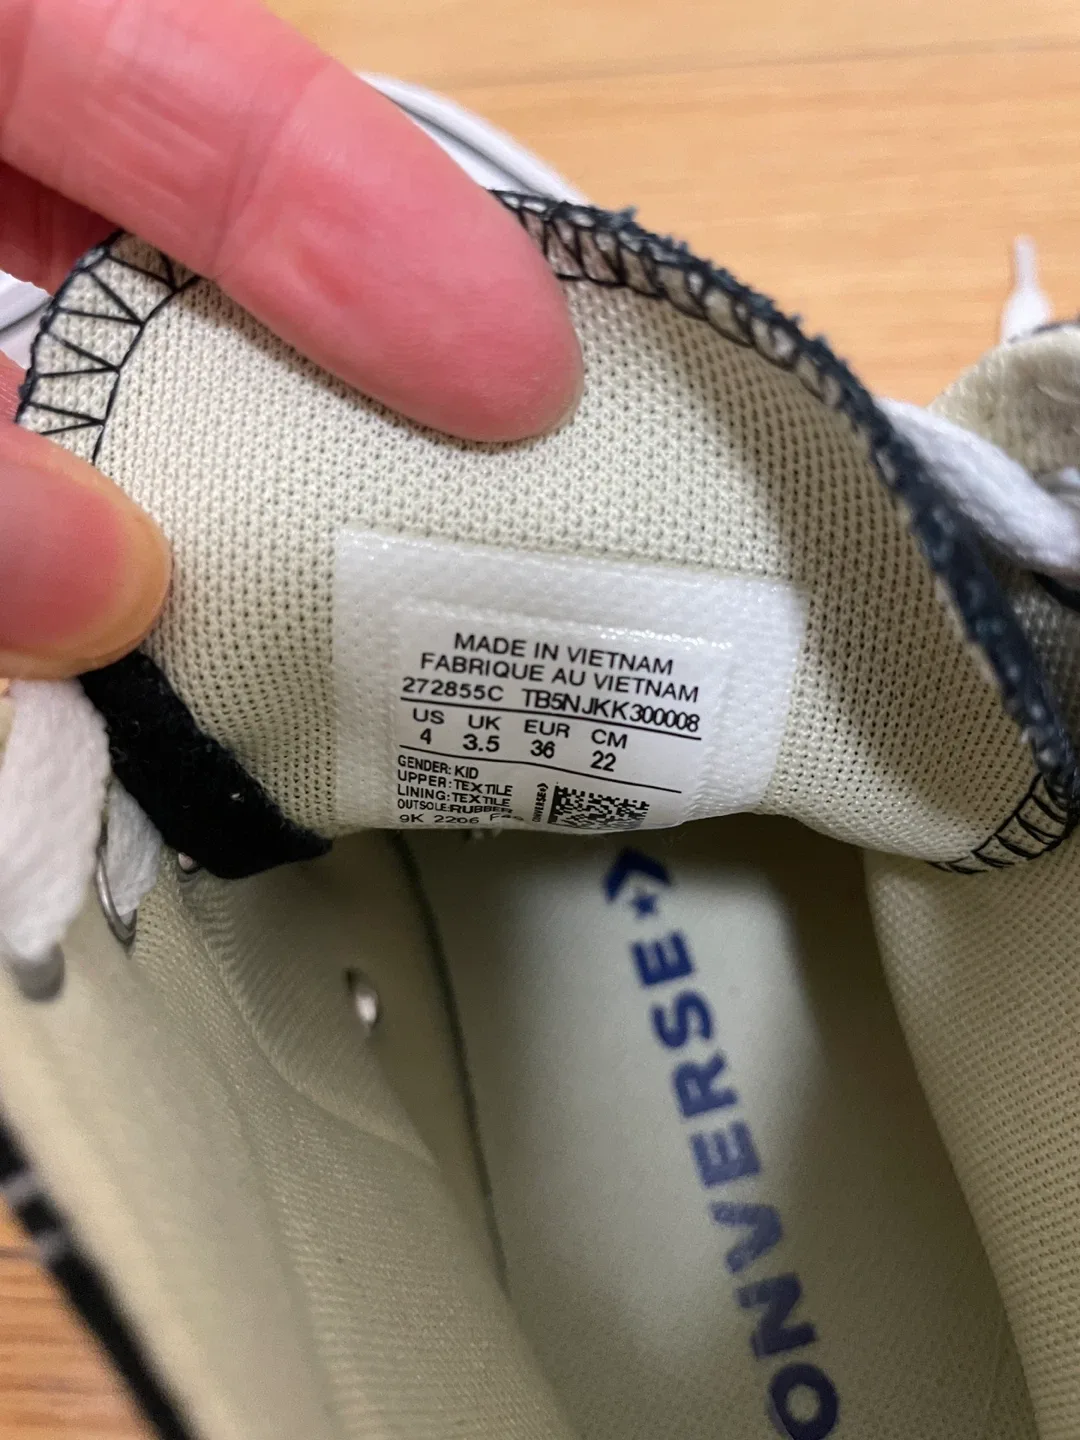 MADE IN VIETNAM
FABRIQUE AU VIETNAM
272855C TB5NJKK300008
US UK EUR CM
4 3.5 36 22
GENDER: KID
UPPER: TEXTILE
LINING: TEXTILE
OUTSOLE: RUBBER
9K 2206
CONVERSE
ONVERSE